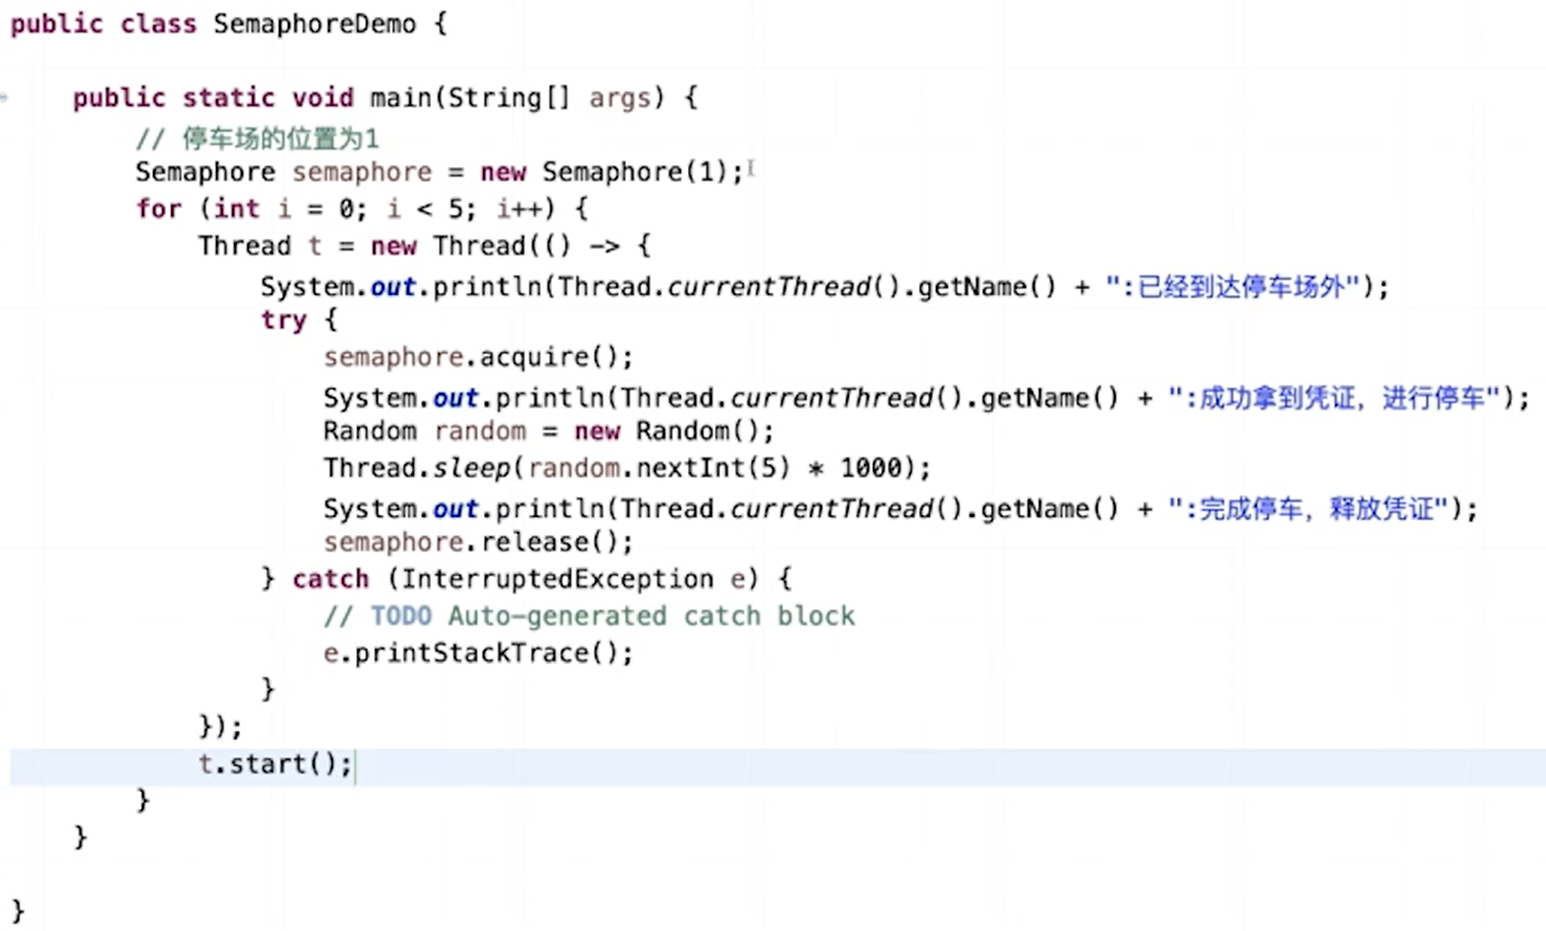 public class SemaphoreDemo {
public static void main(String[] args) {
// 停车场的位置为1
Semaphore semaphore = new Semaphore(1);
for (int i = 0; i < 5; i++) {
Thread t = new Thread(() -> {
System.out.println(Thread.currentThread().getName() + ":已经到达停车场外");
try {
semaphore.acquire();
System.out.println(Thread.currentThread().getName() + ":成功拿到凭证，进行停车");
Random random = new Random();
Thread.sleep(random.nextInt(5) * 1000);
System.out.println(Thread.currentThread().getName() + ":完成停车，释放凭证");
semaphore.release();
} catch (InterruptedException e) {
// TODO Auto-generated catch block
e.printStackTrace();
}
});
t.start();
}
}
}